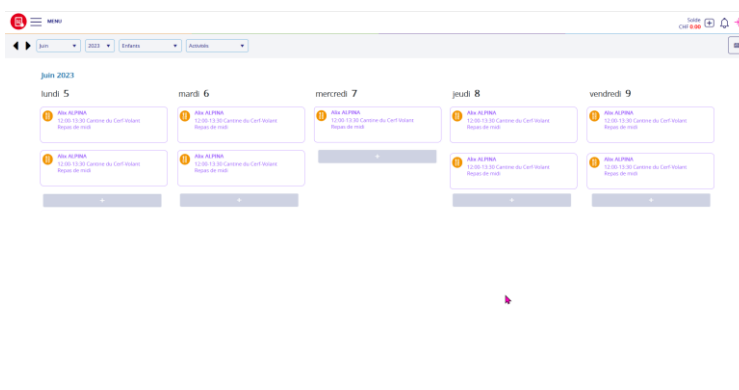 MENU
Solde
CHF 0.00
Juin
2023
Enfants
Activités
Juin 2023
lundi 5
mardi 6
mercredi 7
jeudi 8
vendredi 9
Alix ALPINA
12:00-13:30 Cantine du Cerf-Volant
Repas de midi
Alix ALPINA
12:00-13:30 Cantine du Cerf-Volant
Repas de midi
Alix ALPINA
12:00-13:30 Cantine du Cerf-Volant
Repas de midi
Alix ALPINA
12:00-13:30 Cantine du Cerf-Volant
Repas de midi
Alix ALPINA
12:00-13:30 Cantine du Cerf-Volant
Repas de midi
Alix ALPINA
12:00-13:30 Cantine du Cerf-Volant
Repas de midi
Alix ALPINA
12:00-13:30 Cantine du Cerf-Volant
Repas de midi
Alix ALPINA
12:00-13:30 Cantine du Cerf-Volant
Repas de midi
Alix ALPINA
12:00-13:30 Cantine du Cerf-Volant
Repas de midi
+
+
+
+
+